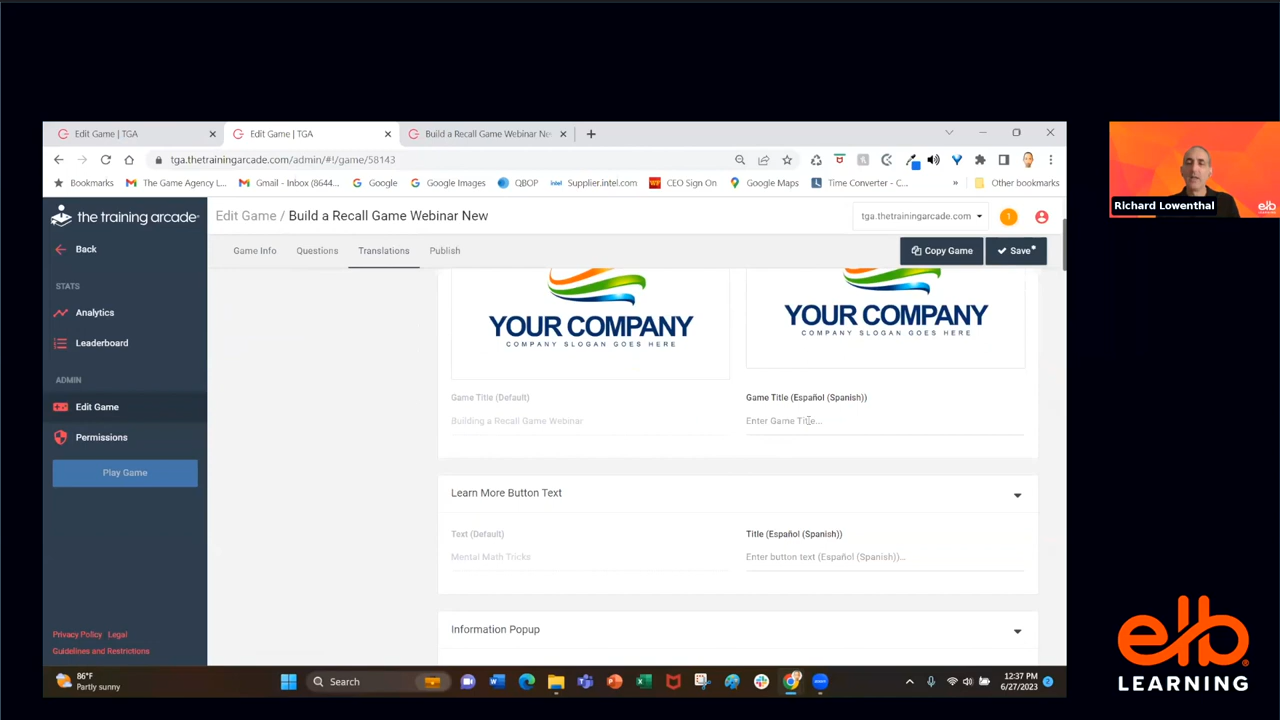 Edit Game | TGA
Edit Game | TGA
Build a Recall Game Webinar Ne
tga.thetrainingarcade.com/admin/#!/game/58143
Bookmarks
The Game Agency L...
Gmail - Inbox (8644...
Google
Google Images
QBOP
intel
Supplier.intel.com
CEO Sign On
Google Maps
Time Converter - C...
»
Other bookmarks
the training arcade
Edit Game / Build a Recall Game Webinar New
tga.thetrainingarcade.com
1
Back
Game Info
Questions
Translations
Publish
Copy Game
Save*
STATS
Analytics
Leaderboard
ADMIN
Edit Game
Permissions
Play Game
YOUR COMPANY
COMPANY SLOGAN GOES HERE
YOUR COMPANY
COMPANY SLOGAN GOES HERE
Game Title (Default)
Game Title (Español (Spanish))
Building a Recall Game Webinar
Enter Game Title...
Learn More Button Text
Text (Default)
Title (Español (Spanish))
Mental Math Tricks
Enter button text (Español (Spanish))...
Information Popup
Privacy Policy
Legal
Guidelines and Restrictions
86°F
Partly sunny
Search
12:37 PM
6/27/2023
2
Richard Lowenthal
elb
elb
LEARNING